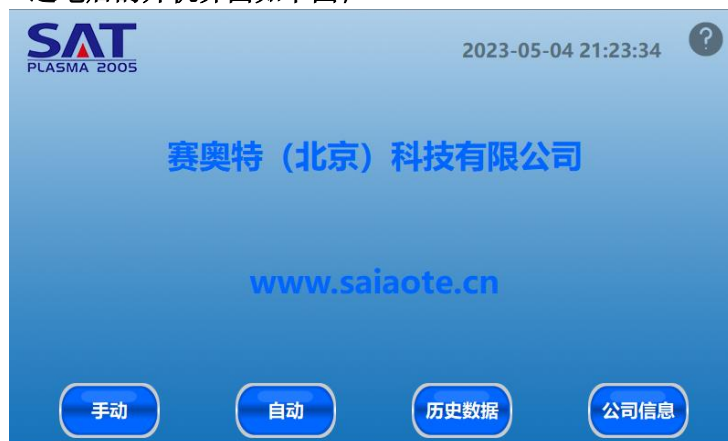 SAT
PLASMA 2005
2023-05-04 21:23:34
?
赛奥特（北京）科技有限公司
www.saiaote.cn
手动
自动
历史数据
公司信息